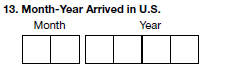 13. Month-Year Arrived in U.S.
Month Year